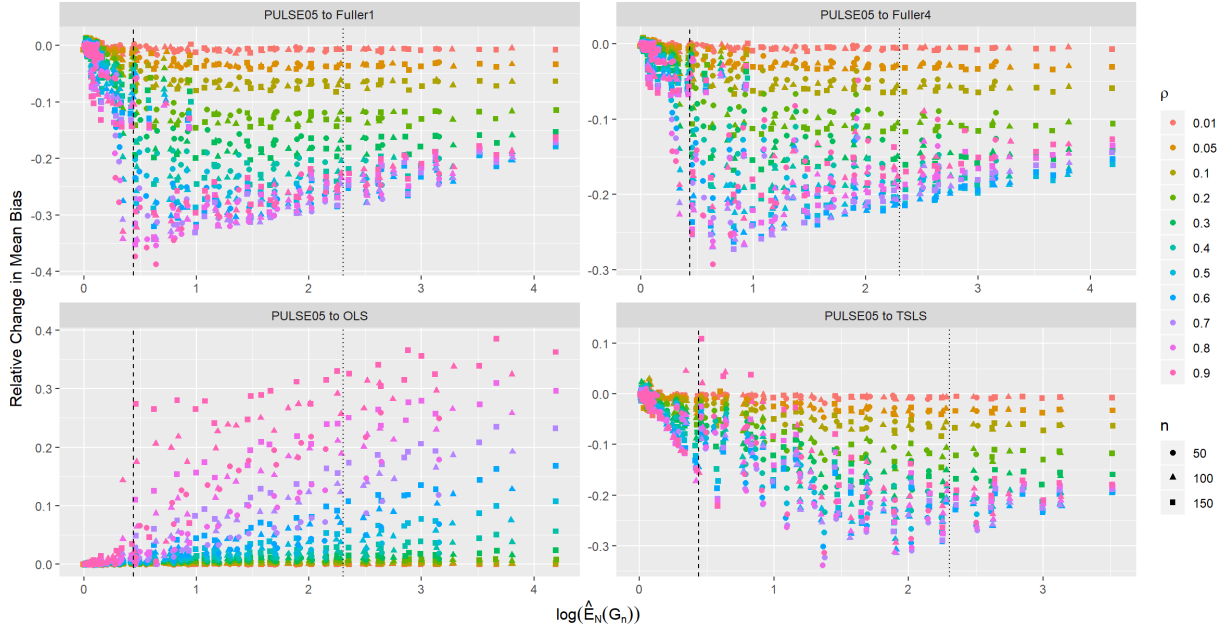 PULSE05 to Fuller1
PULSE05 to Fuller4
0.0
-0.1
-0.2
-0.3
-0.4
0 1 2 3 4
0.0
-0.1
-0.2
-0.3
0 1 2 3 4
PULSE05 to OLS
PULSE05 to TSLS
0.4
0.3
0.2
0.1
0.0
0 1 2 3 4
0.1
0.0
-0.1
-0.2
-0.3
0 1 2 3
Relative Change in Mean Bias
log(Ê_N(G_n))
ρ
0.01
0.05
0.1
0.2
0.3
0.4
0.5
0.6
0.7
0.8
0.9
n
50
100
150